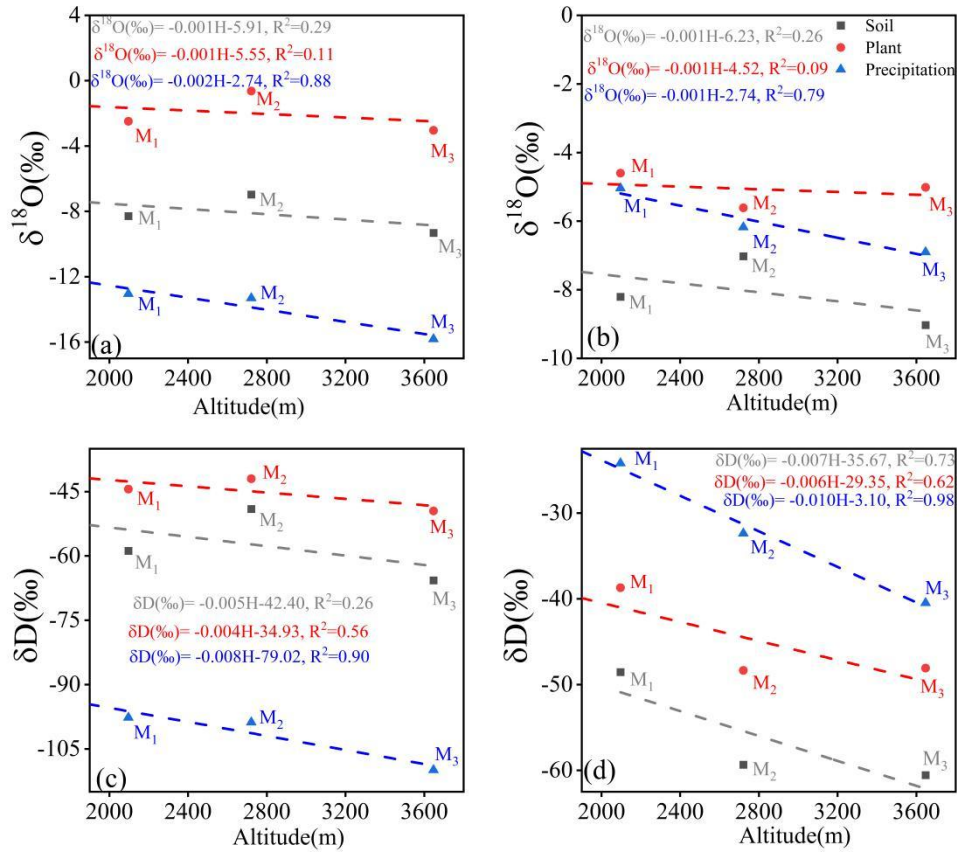 δ¹⁸O(‰)= -0.001H-5.91, R²=0.29
δ¹⁸O(‰)= -0.001H-5.55, R²=0.11
δ¹⁸O(‰)= -0.002H-2.74, R²=0.88
4
0
-4
-8
-12
-16
δ¹⁸O(‰)
M₁
M₂
M₃
M₁
M₂
M₃
M₁
M₂
M₃
(a)
2000 2400 2800 3200 3600
Altitude(m)
Soil
Plant
Precipitation
δ¹⁸O(‰)= -0.001H-6.23, R²=0.26
δ¹⁸O(‰)= -0.001H-4.52, R²=0.09
δ¹⁸O(‰)= -0.001H-2.74, R²=0.79
0
-2
-4
-6
-8
-10
δ¹⁸O(‰)
M₁
M₂
M₃
M₁
M₂
M₃
M₁
M₂
M₃
(b)
2000 2400 2800 3200 3600
Altitude(m)
-45
-60
-75
-90
-105
δD(‰)
M₁
M₂
M₃
M₁
M₂
M₃
δD(‰)= -0.005H-42.40, R²=0.26
δD(‰)= -0.004H-34.93, R²=0.56
δD(‰)= -0.008H-79.02, R²=0.90
M₁
M₂
M₃
(c)
2000 2400 2800 3200 3600
Altitude(m)
δD(‰)= -0.007H-35.67, R²=0.73
δD(‰)= -0.006H-29.35, R²=0.62
δD(‰)= -0.010H-3.10, R²=0.98
-30
-40
-50
-60
δD(‰)
M₁
M₂
M₃
M₁
M₂
M₃
M₁
M₂
M₃
(d)
2000 2400 2800 3200 3600
Altitude(m)